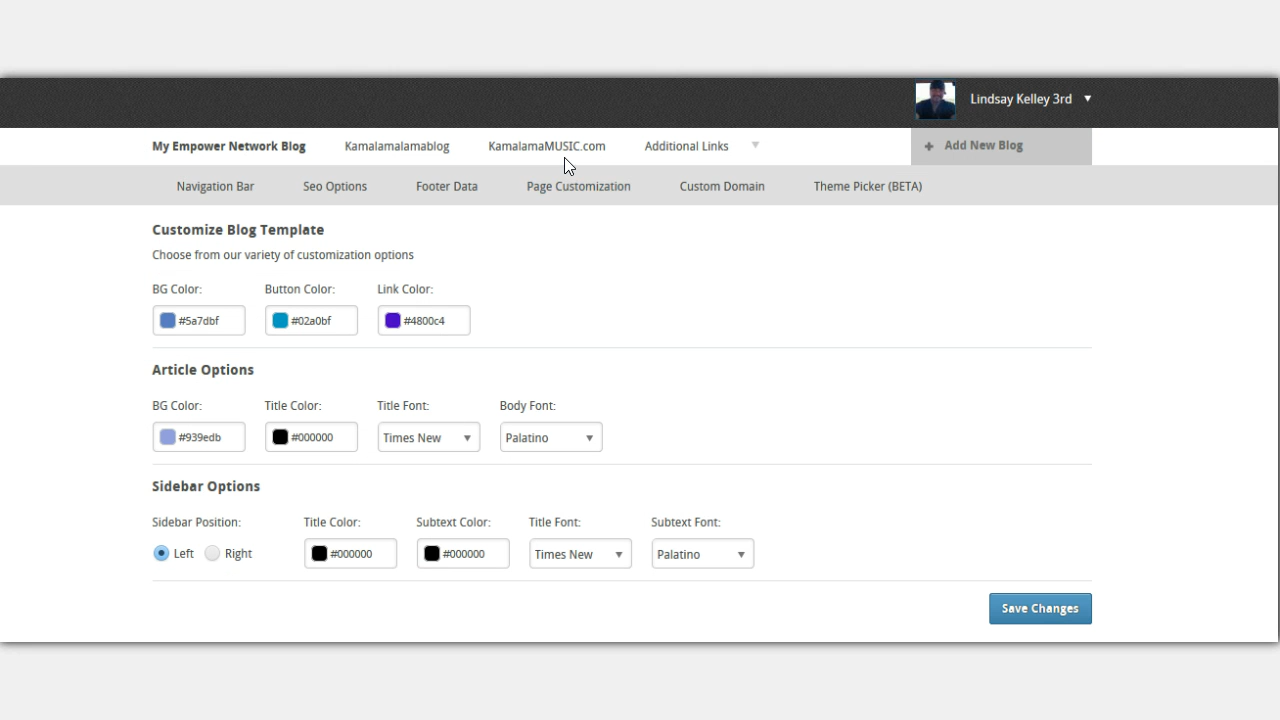 Lindsay Kelley 3rd
My Empower Network Blog Kamalamalamablog KamalamaMUSIC.com Additional Links + Add New Blog
Navigation Bar Seo Options Footer Data Page Customization Custom Domain Theme Picker (BETA)
Customize Blog Template
Choose from our variety of customization options
BG Color: Button Color: Link Color:
#5a7dbf #02a0bf #4800c4
Article Options
BG Color: Title Color: Title Font: Body Font:
#939edb #000000 Times New Palatino
Sidebar Options
Sidebar Position: Title Color: Subtext Color: Title Font: Subtext Font:
Left Right #000000 #000000 Times New Palatino
Save Changes